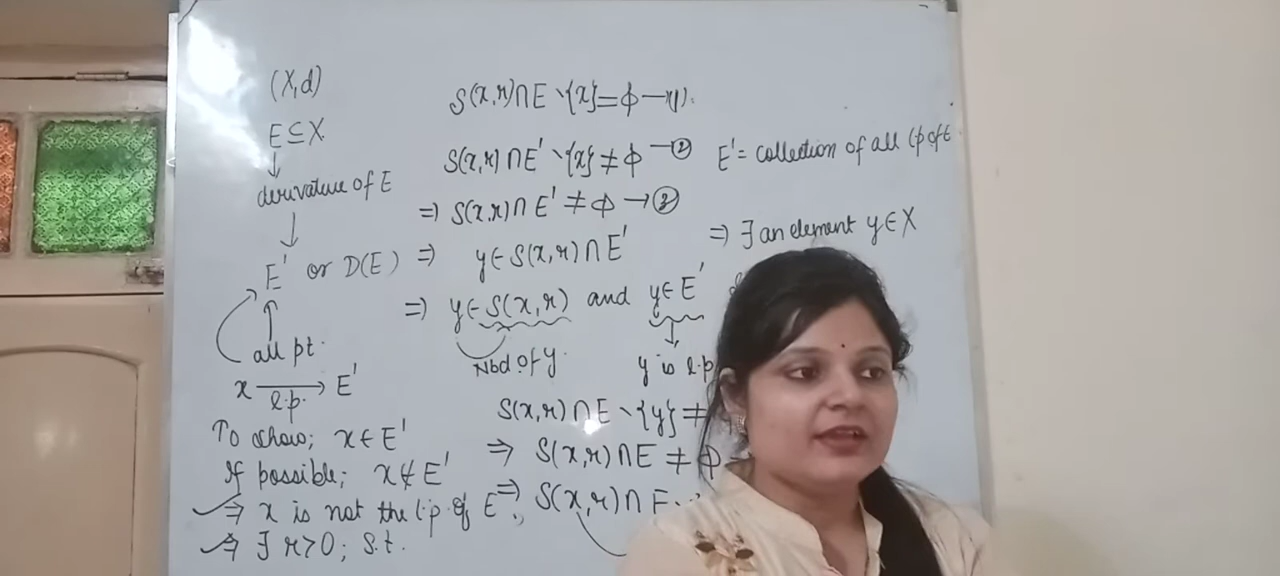 (X,d)
E⊆X
derivative of E
E' or D(E)
all pt.
x l.p.→ E'
To show; x∈E'
If possible; x∉E'
⇒ x is not the l.p. of E
⇒ ∃ r>0; s.t.
S(x,r)∩E∖{x}=ϕ—(1).
S(x,r)∩E'∖{x}≠ϕ—②
⇒ S(x,r)∩E'≠ϕ→③
⇒ y∈S(x,r)∩E'
⇒ y∈S(x,r) and y∈E'
Nbd of y.
y is l.p
S(x,r)∩E∖{y}≠
⇒ S(x,r)∩E≠ϕ
⇒ S(x,r)∩E
E'= collection of all lp of E
⇒ ∃ an element y∈X